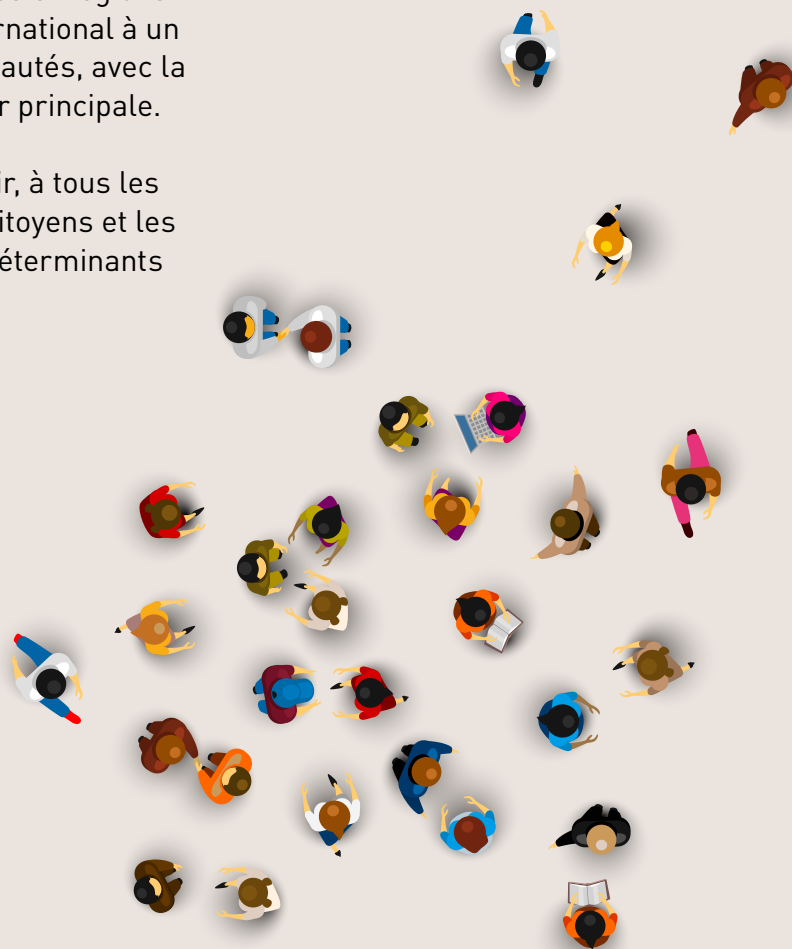 rnational à un
autés, avec la
r principale.
ir, à tous les
itoyens et les
éterminants